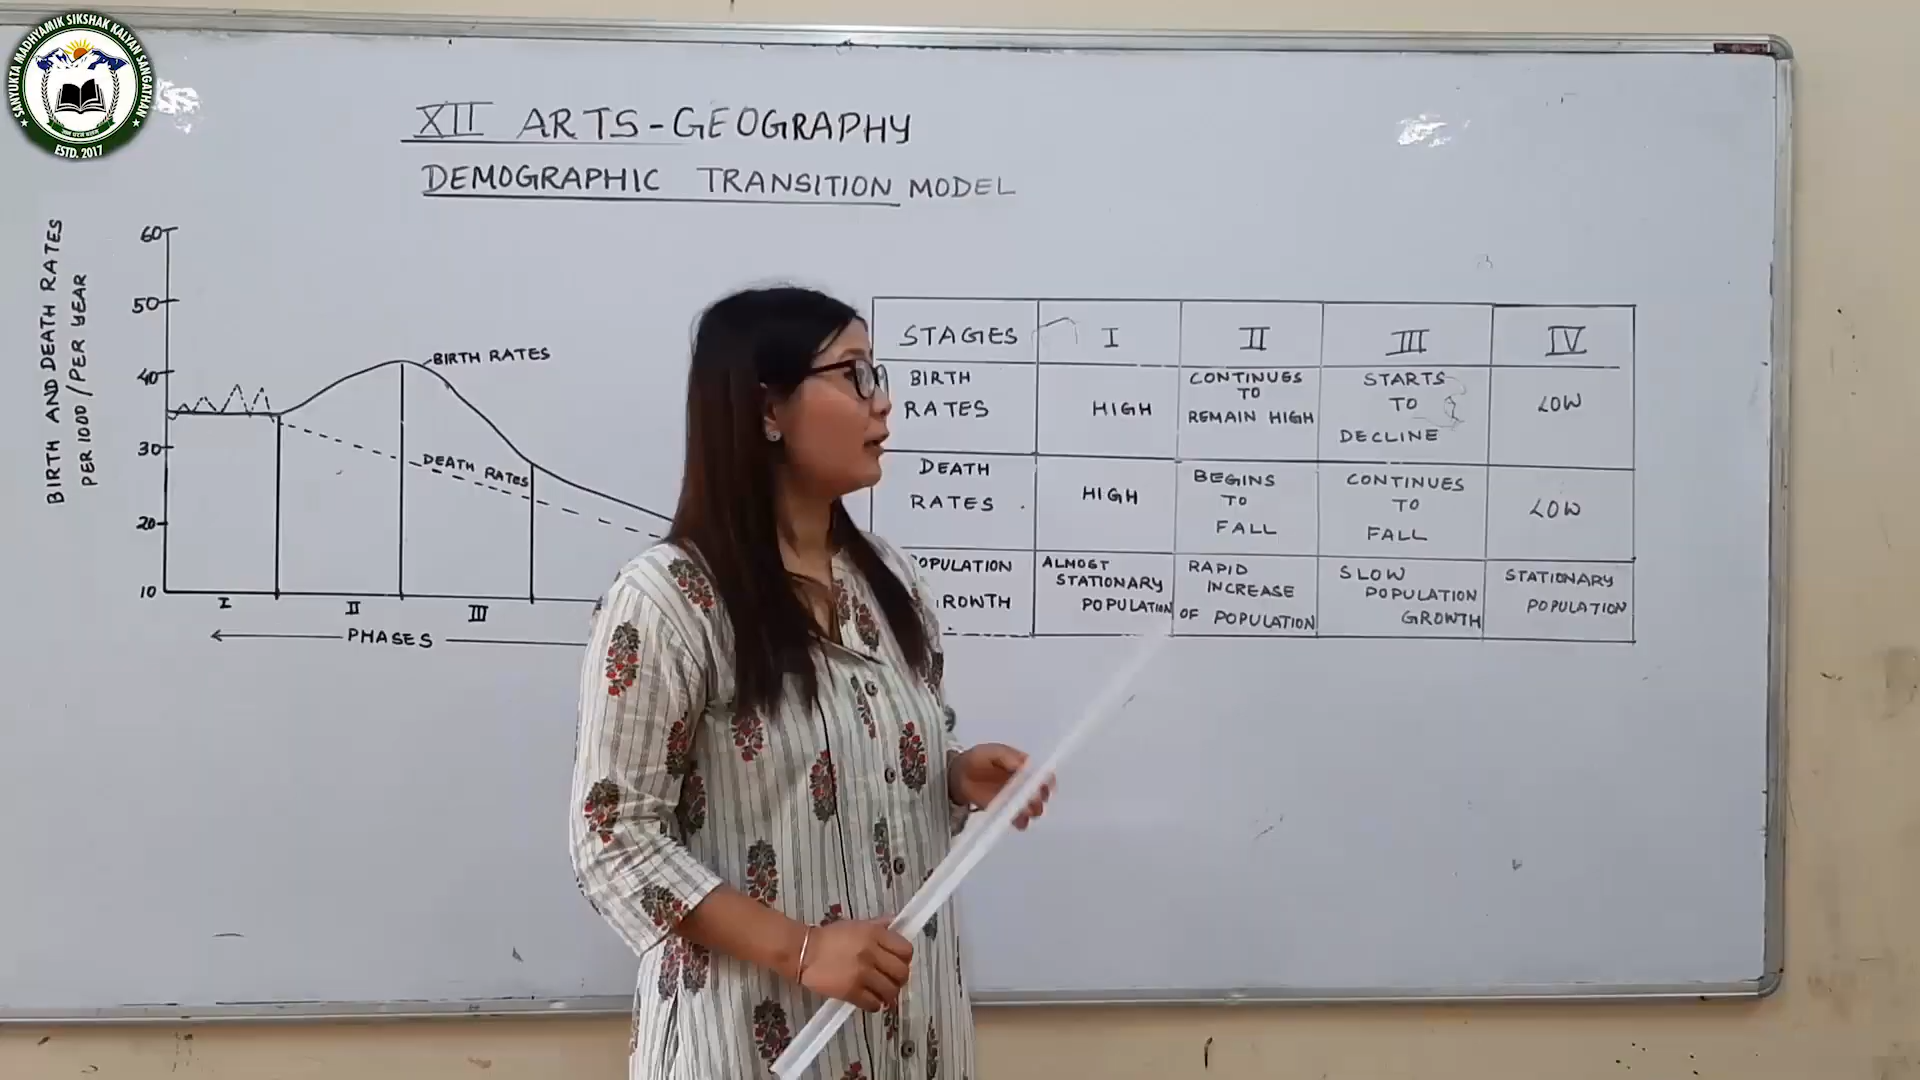 SANYUKTA MADHYAMIK SIKSHAK KALYAN SANGATHAN
ESTD. 2017
XII ARTS-GEOGRAPHY
DEMOGRAPHIC TRANSITION MODEL
BIRTH AND DEATH RATES
PER 1000 / PER YEAR
60
50
40
30
20
10
BIRTH RATES
DEATH RATES
I II III
PHASES
STAGES I II III IV
BIRTH
RATES
HIGH
CONTINUES
TO
REMAIN HIGH
STARTS
TO
DECLINE
LOW
DEATH
RATES
HIGH
BEGINS
TO
FALL
CONTINUES
TO
FALL
LOW
OPULATION
ROWTH
ALMOST
STATIONARY
POPULATION
RAPID
INCREASE
OF POPULATION
SLOW
POPULATION
GROWTH
STATIONARY
POPULATION